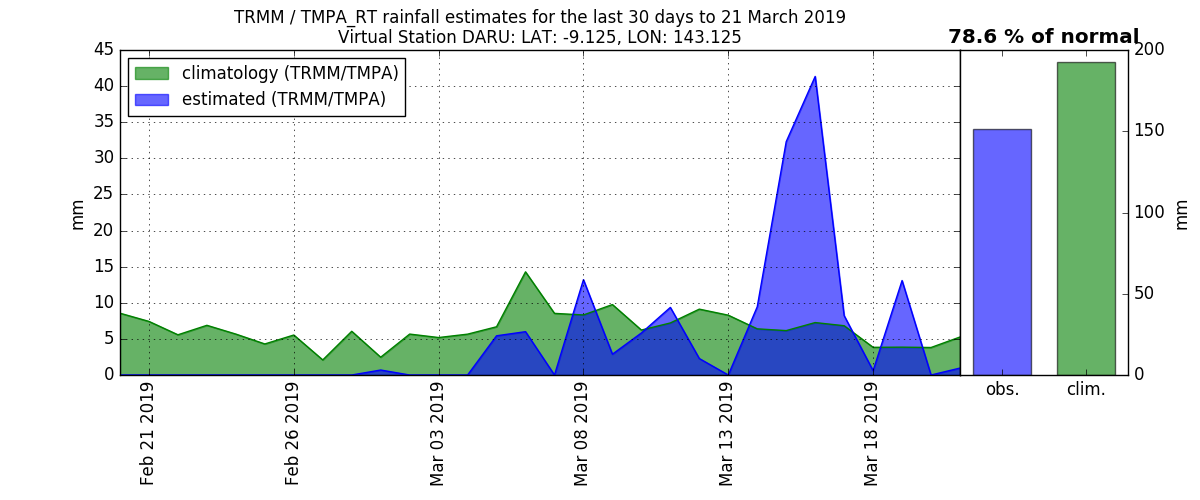 TRMM / TMPA_RT rainfall estimates for the last 30 days to 21 March 2019
Virtual Station DARU: LAT: -9.125, LON: 143.125
78.6 % of normal
climatology (TRMM/TMPA)
estimated (TRMM/TMPA)
45
40
35
30
25
20
15
10
5
0
mm
Feb 21 2019
Feb 26 2019
Mar 03 2019
Mar 08 2019
Mar 13 2019
Mar 18 2019
obs.
clim.
200
150
100
50
0
mm